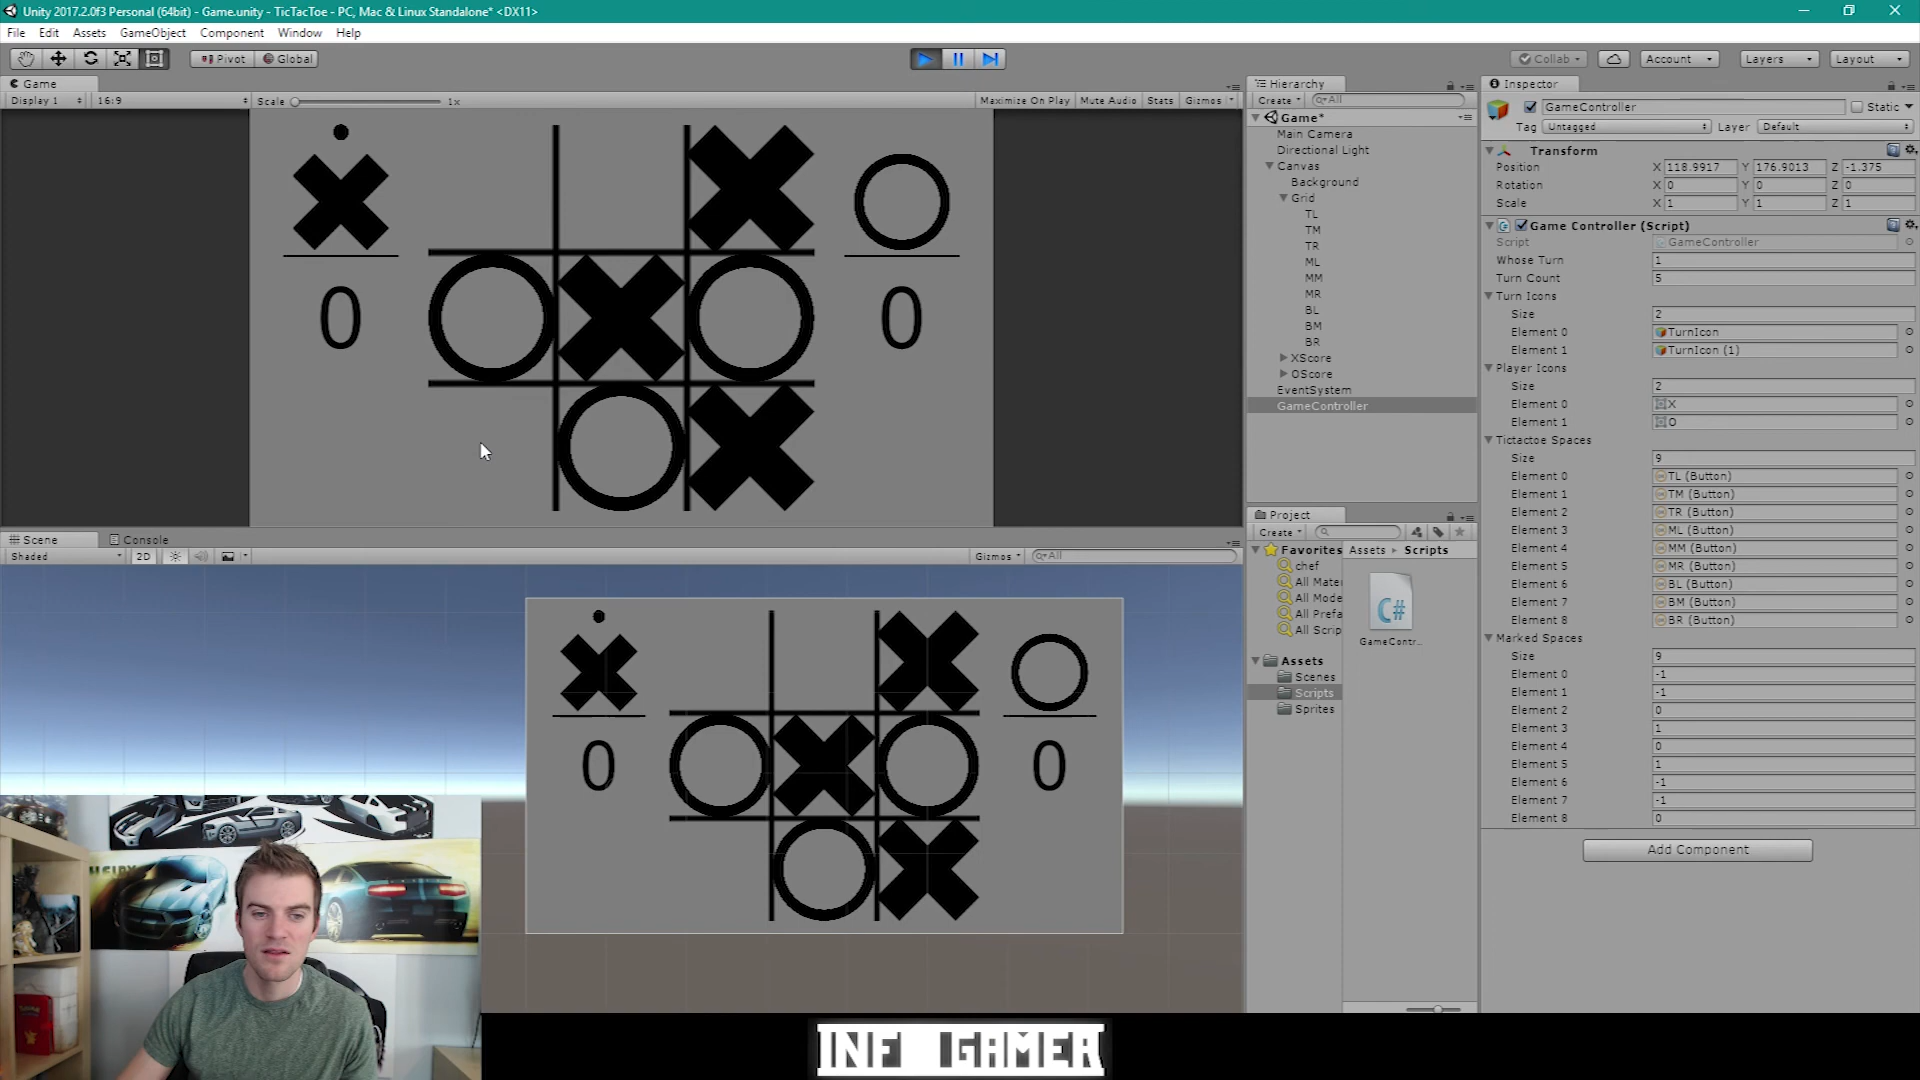 Unity 2017.2.0f3 Personal (64bit) - Game.unity - TicTacToe - PC, Mac & Linux Standalone* <DX11>
File Edit Assets GameObject Component Window Help
Pivot Global Collab Account Layers Layout
Game
Display 1 16:9 Scale 1x Maximize On Play Mute Audio Stats Gizmos
0 0
Scene Console
Shaded 2D Gizmos All
0 0
Hierarchy
Create All
Game*
Main Camera
Directional Light
Canvas
Background
Grid
TL
TM
TR
ML
MM
MR
BL
BM
BR
XScore
OScore
EventSystem
GameController
Project
Create
Favorites
chef
All Mate
All Mode
All Prefa
All Scrip
Assets
Scenes
Scripts
Sprites
Assets Scripts
C#
GameContr...
Inspector
GameController Static
Tag Untagged Layer Default
Transform
Position X 118.9917 Y 176.9013 Z -1.375
Rotation X 0 Y 0 Z 0
Scale X 1 Y 1 Z 1
Game Controller (Script)
Script GameController
Whose Turn 1
Turn Count 5
Turn Icons
Size 2
Element 0 TurnIcon
Element 1 TurnIcon (1)
Player Icons
Size 2
Element 0 X
Element 1 O
Tictactoe Spaces
Size 9
Element 0 TL (Button)
Element 1 TM (Button)
Element 2 TR (Button)
Element 3 ML (Button)
Element 4 MM (Button)
Element 5 MR (Button)
Element 6 BL (Button)
Element 7 BM (Button)
Element 8 BR (Button)
Marked Spaces
Size 9
Element 0 -1
Element 1 -1
Element 2 0
Element 3 1
Element 4 0
Element 5 1
Element 6 -1
Element 7 -1
Element 8 0
Add Component
INF GAMER